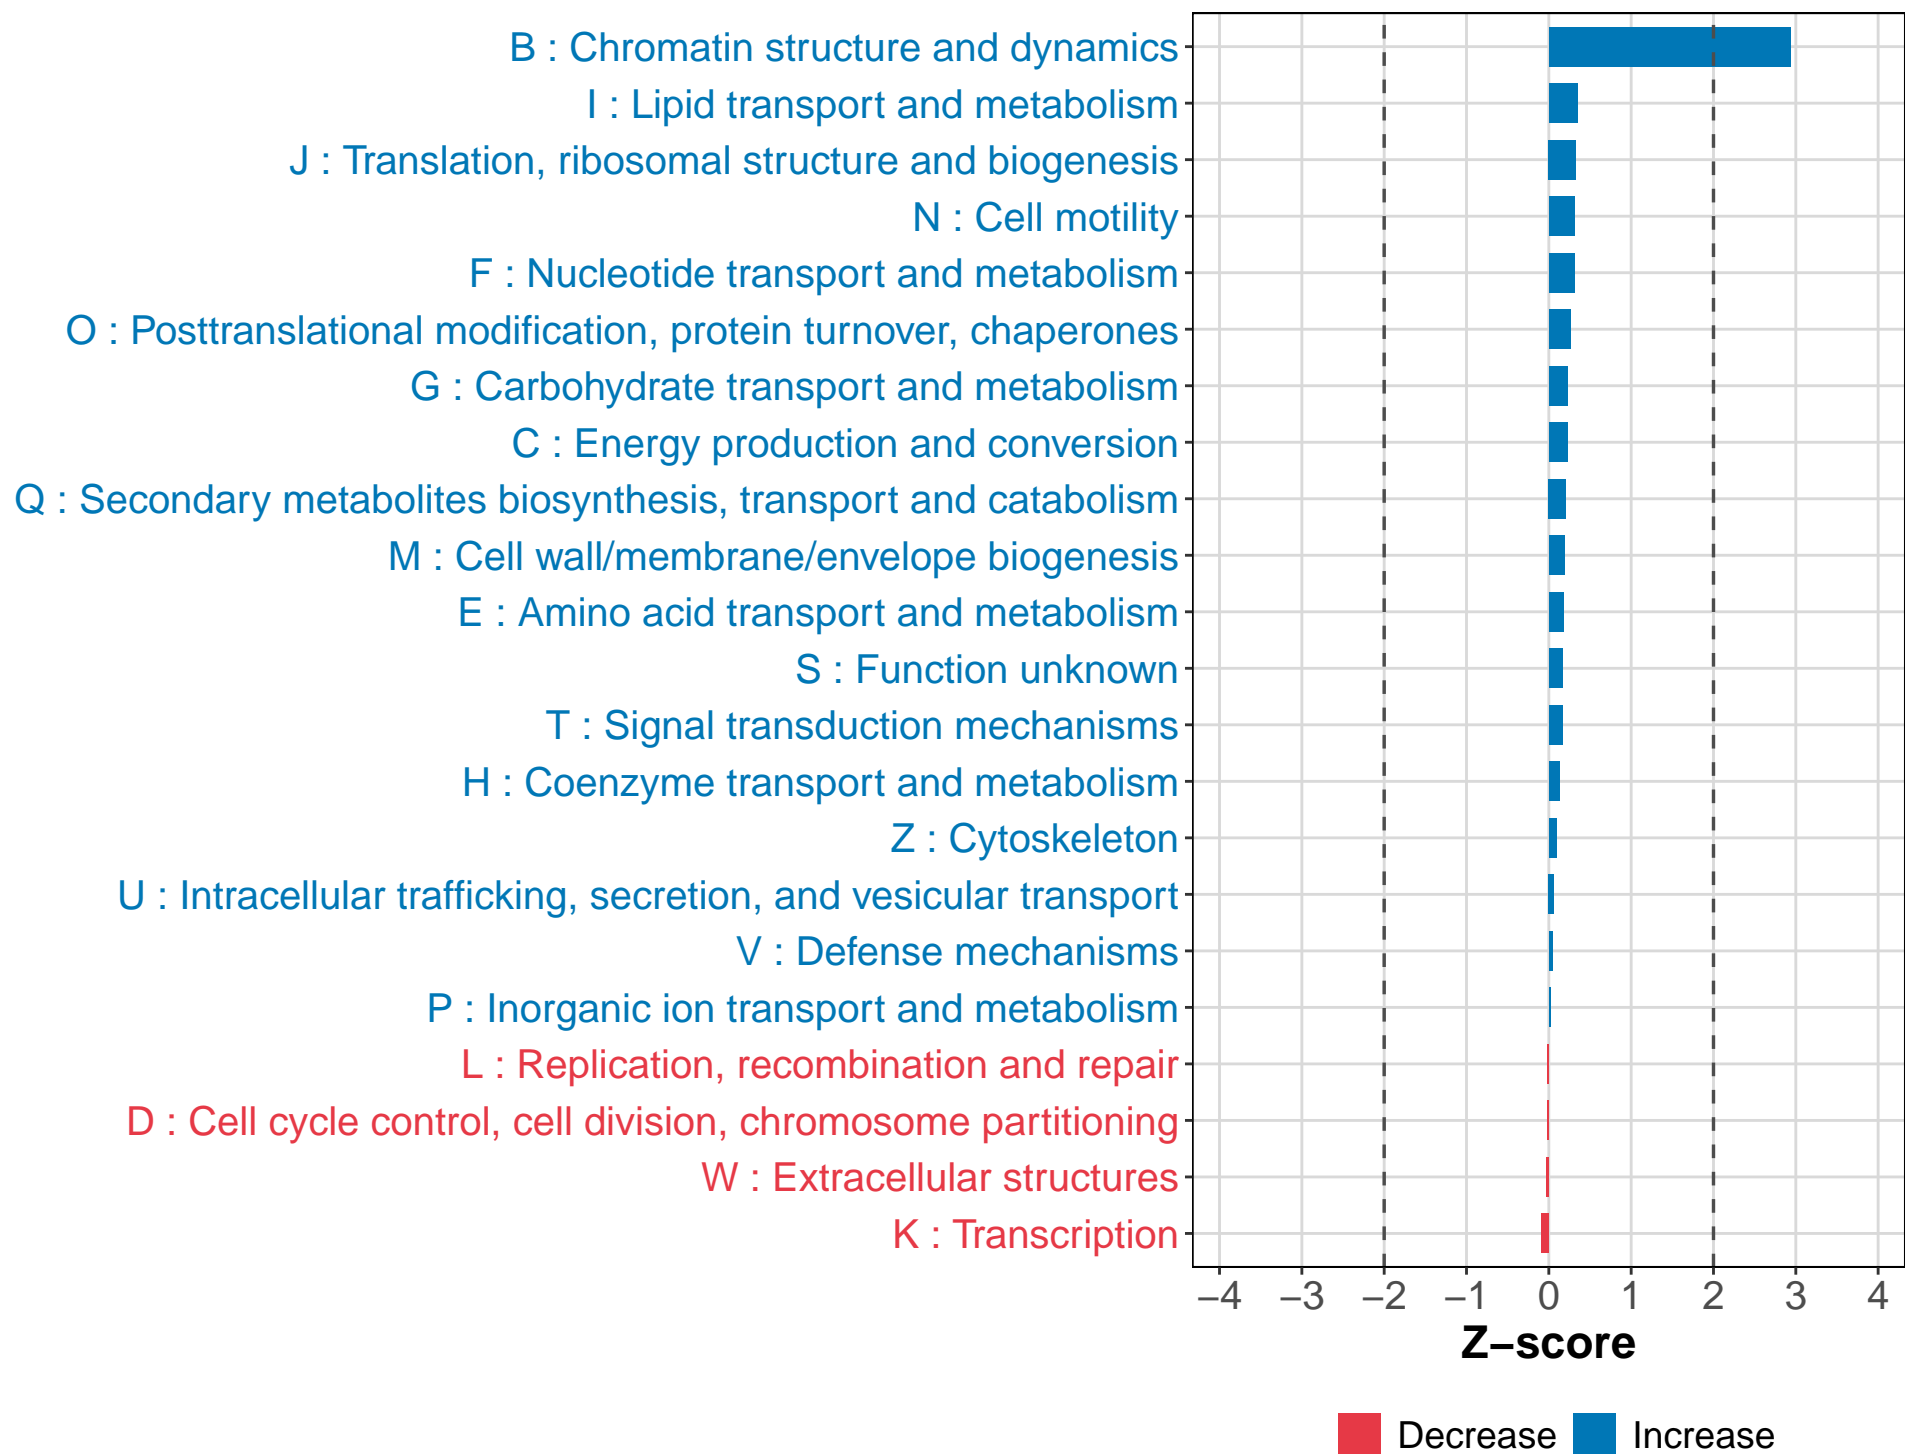 B : Chromatin structure and dynamics
I : Lipid transport and metabolism
J : Translation, ribosomal structure and biogenesis
N : Cell motility
F : Nucleotide transport and metabolism
O : Posttranslational modification, protein turnover, chaperones
G : Carbohydrate transport and metabolism
C : Energy production and conversion
Q : Secondary metabolites biosynthesis, transport and catabolism
M : Cell wall/membrane/envelope biogenesis
E : Amino acid transport and metabolism
S : Function unknown
T : Signal transduction mechanisms
H : Coenzyme transport and metabolism
Z : Cytoskeleton
U : Intracellular trafficking, secretion, and vesicular transport
V : Defense mechanisms
P : Inorganic ion transport and metabolism
L : Replication, recombination and repair
D : Cell cycle control, cell division, chromosome partitioning
W : Extracellular structures
K : Transcription
−4 −3 −2 −1 0 1 2 3 4
Z−score
Decrease Increase